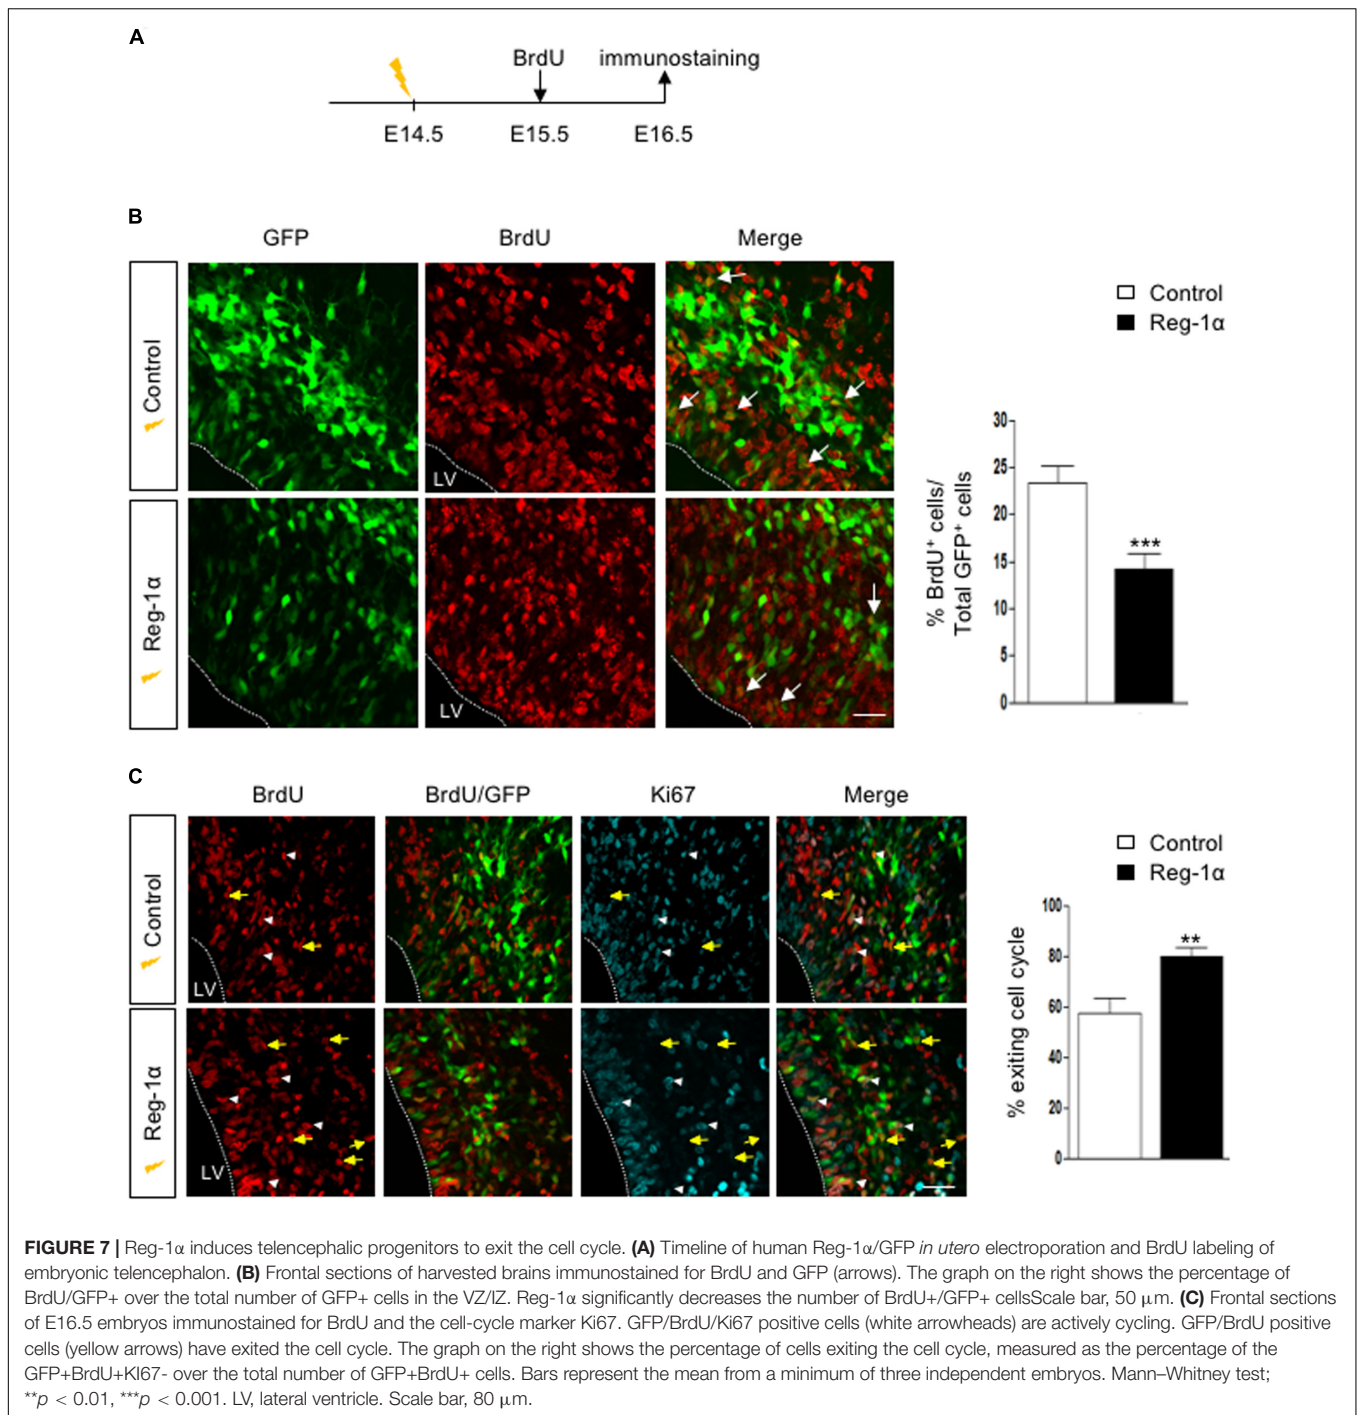 A
BrdU immunostaining
E14.5 E15.5 E16.5
B
GFP BrdU Merge
Control
LV
Reg-1α
LV
Control
Reg-1α
% BrdU⁺ cells/
Total GFP⁺ cells
30
25
20
15
10
5
0
***
C
BrdU BrdU/GFP Ki67 Merge
Control
LV
Reg-1α
LV
Control
Reg-1α
% exiting cell cycle
100
80
60
40
20
0
**
FIGURE 7 | Reg-1α induces telencephalic progenitors to exit the cell cycle. (A) Timeline of human Reg-1α/GFP in utero electroporation and BrdU labeling of
embryonic telencephalon. (B) Frontal sections of harvested brains immunostained for BrdU and GFP (arrows). The graph on the right shows the percentage of
BrdU/GFP+ over the total number of GFP+ cells in the VZ/IZ. Reg-1α significantly decreases the number of BrdU+/GFP+ cellsScale bar, 50 μm. (C) Frontal sections
of E16.5 embryos immunostained for BrdU and the cell-cycle marker Ki67. GFP/BrdU/Ki67 positive cells (white arrowheads) are actively cycling. GFP/BrdU positive
cells (yellow arrows) have exited the cell cycle. The graph on the right shows the percentage of cells exiting the cell cycle, measured as the percentage of the
GFP+BrdU+KI67- over the total number of GFP+BrdU+ cells. Bars represent the mean from a minimum of three independent embryos. Mann–Whitney test;
**p < 0.01, ***p < 0.001. LV, lateral ventricle. Scale bar, 80 μm.